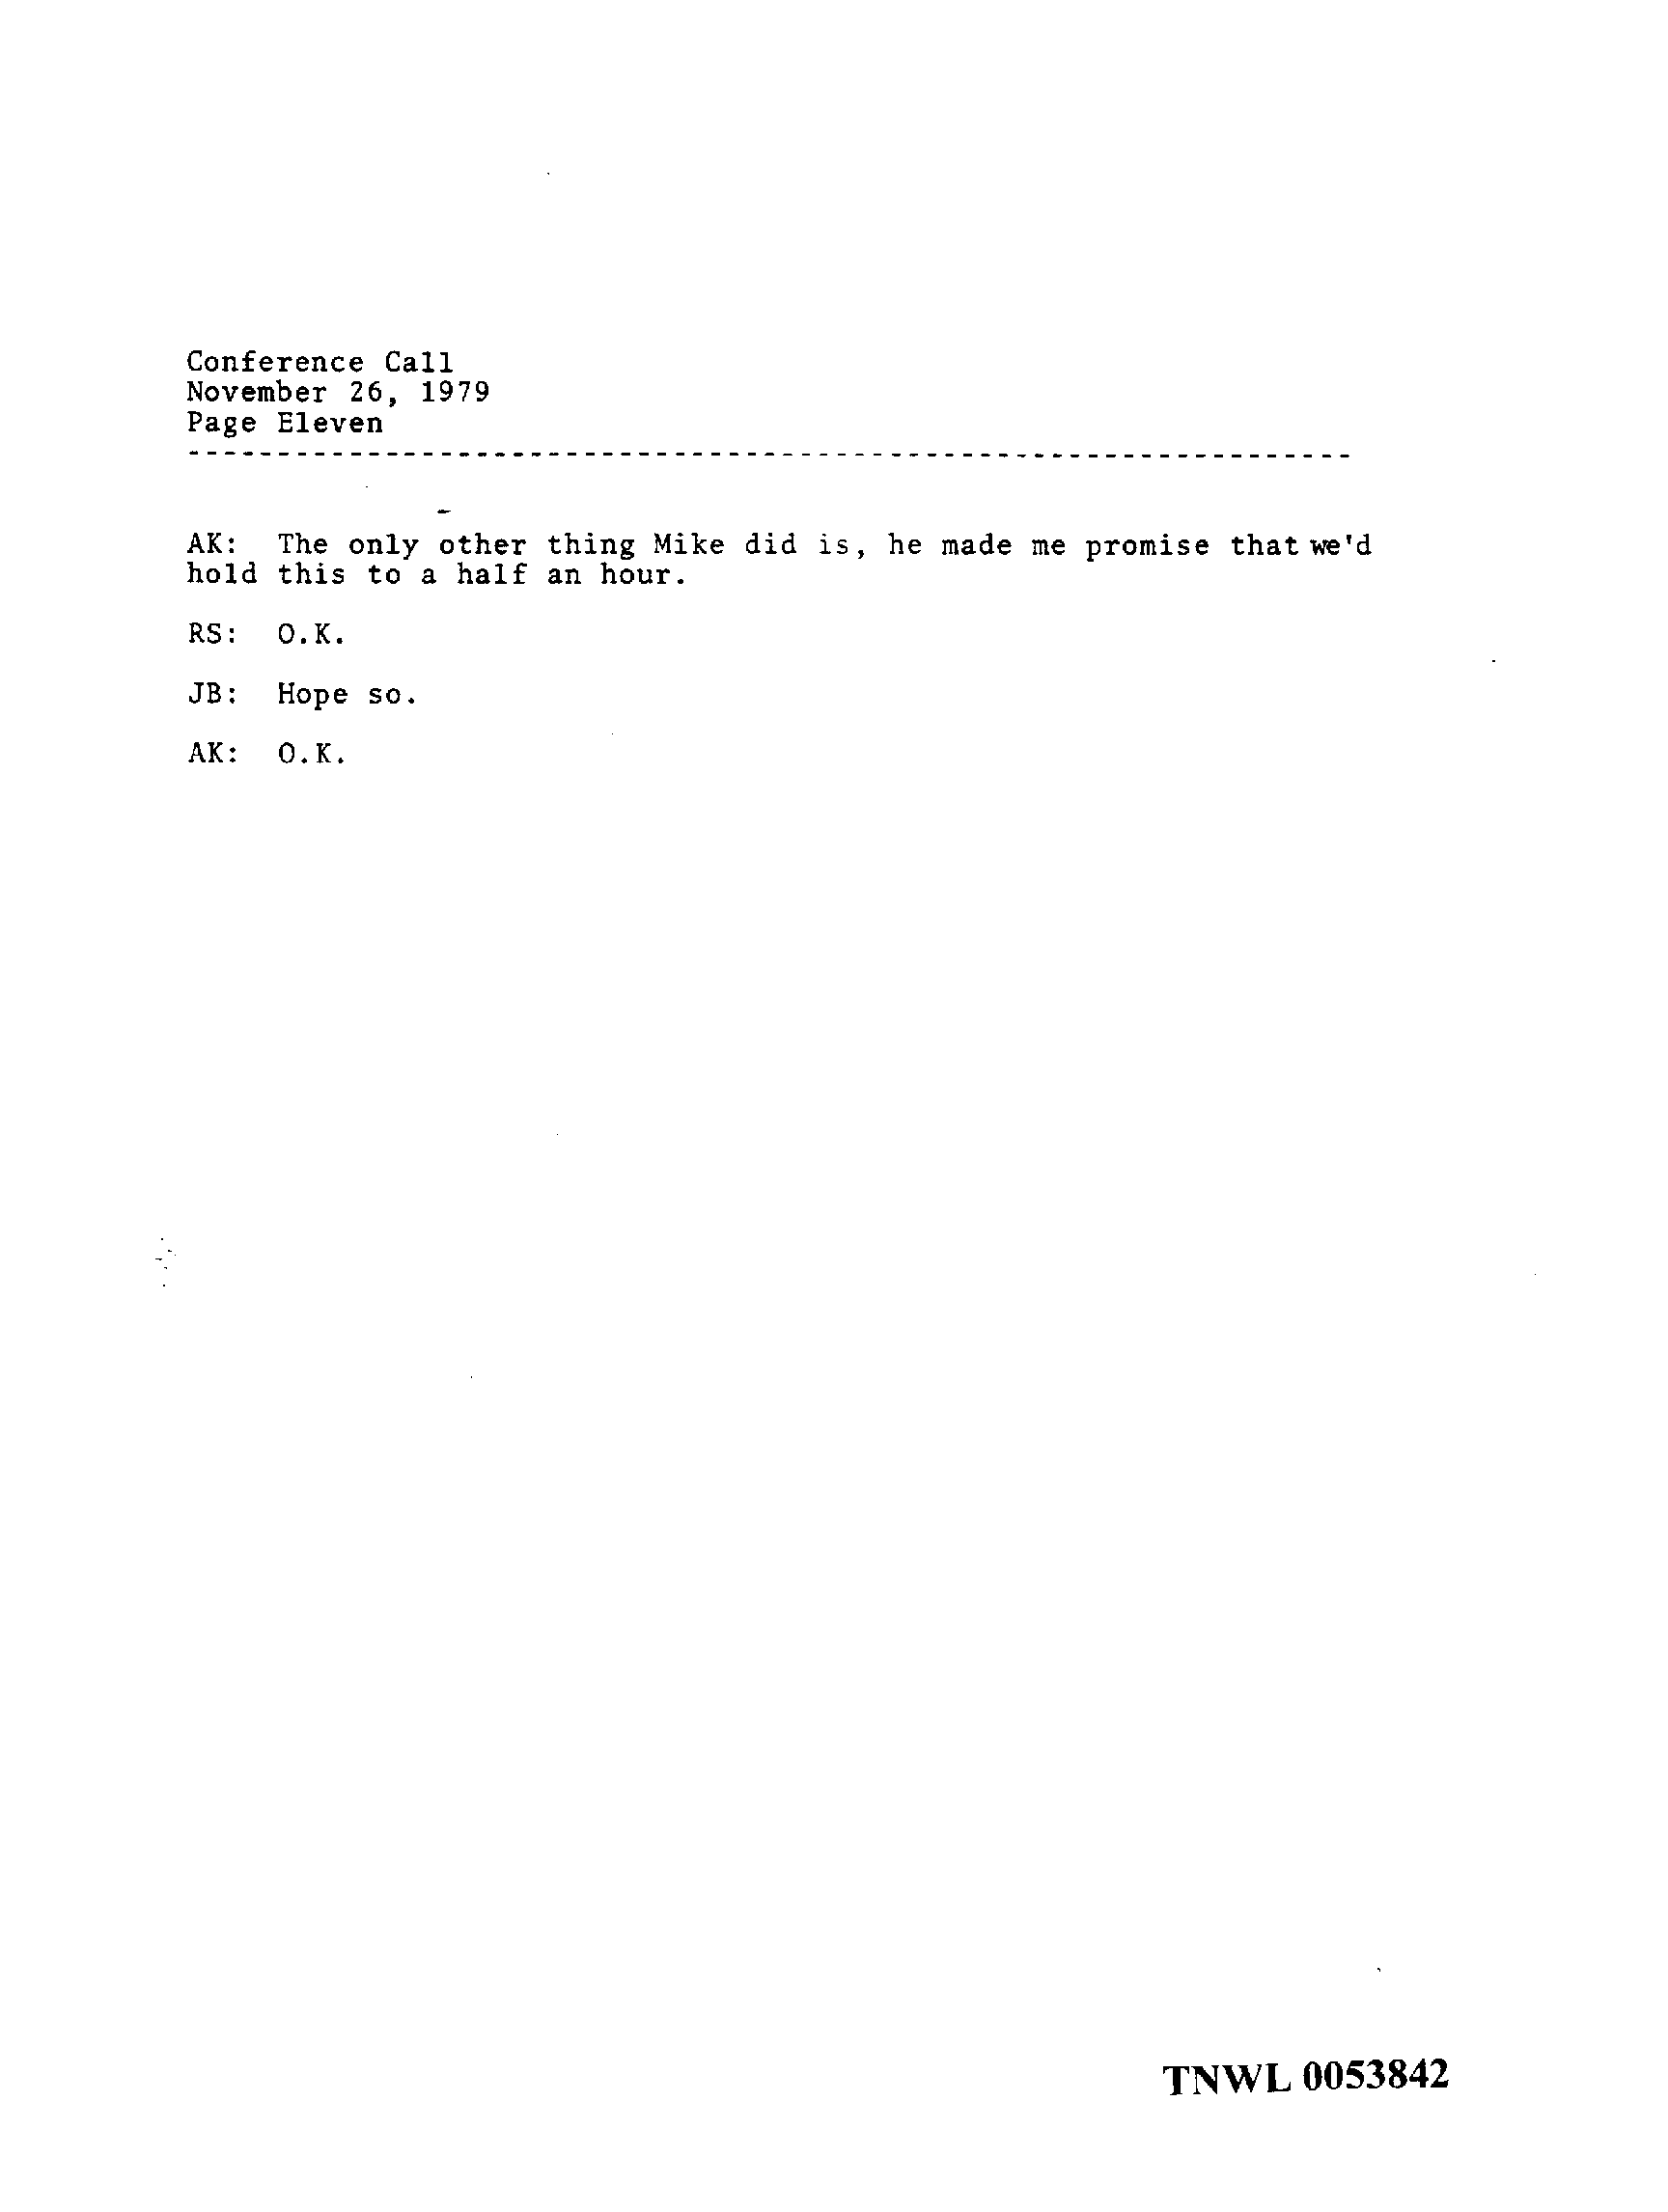 Conference Call
November 26, 1979
Page Eleven
-----------------------------------------------------------------
AK:  The only other thing Mike did is, he made me promise that we'd
hold this to a half an hour.
RS:  O.K.
JB:  Hope so.
AK:  O.K.
TNWL 0053842